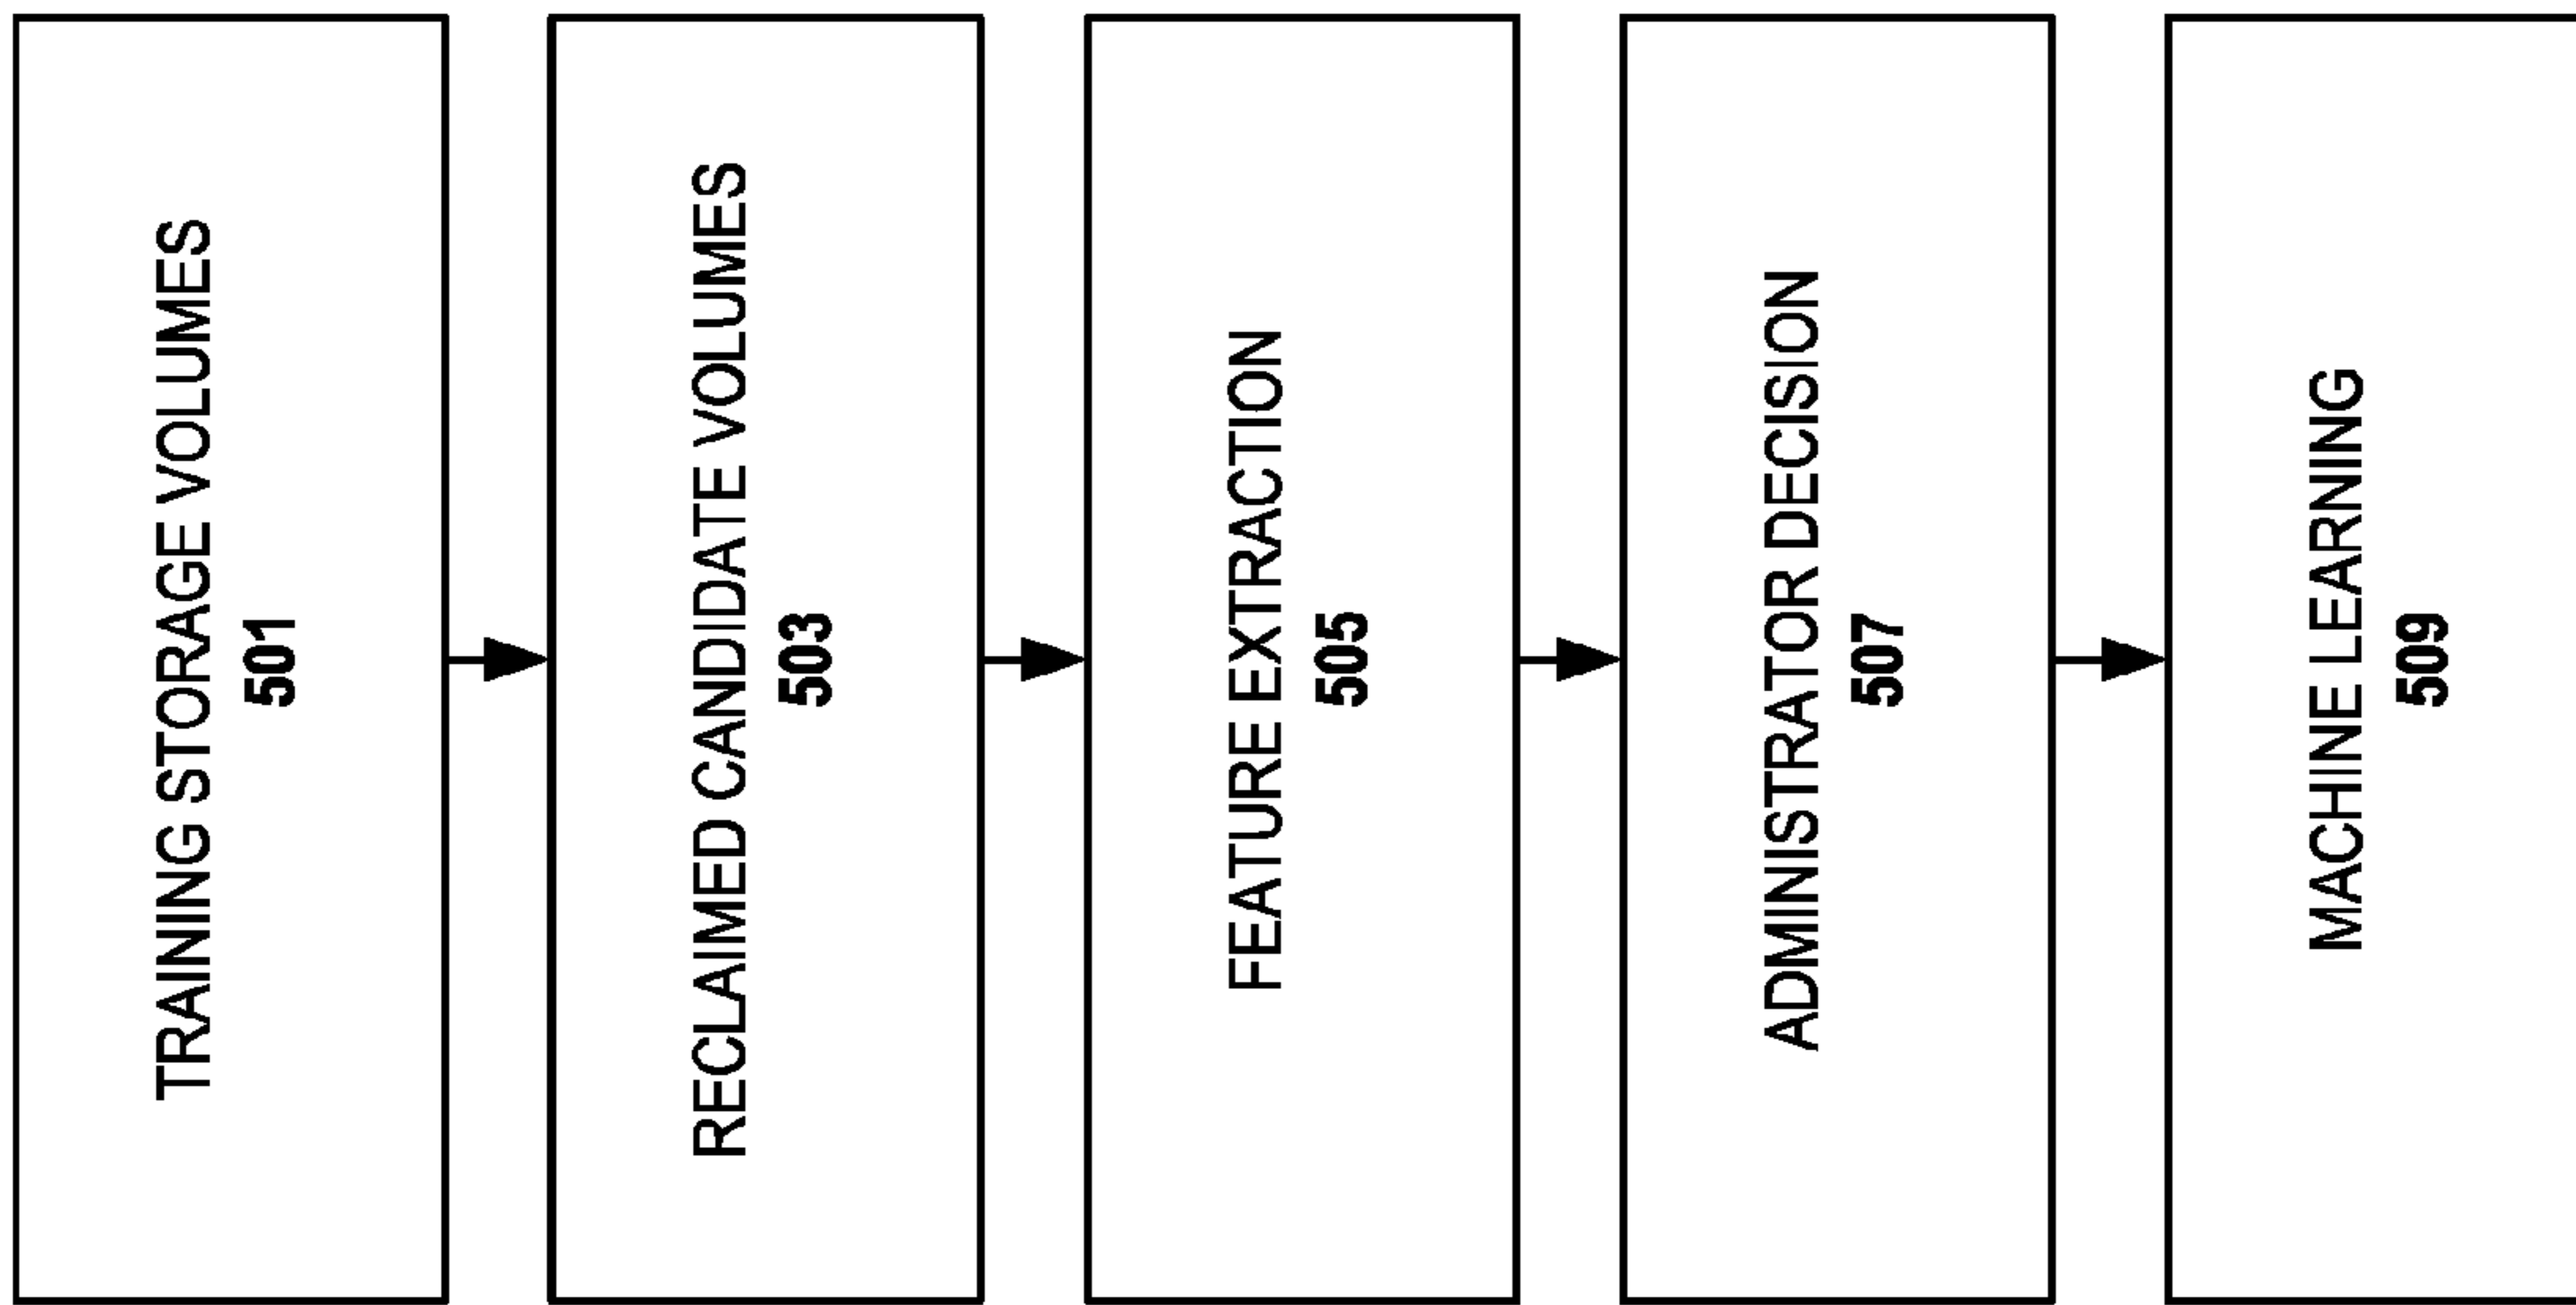 TRAINING STORAGE VOLUMES
501
RECLAIMED CANDIDATE VOLUMES
503
FEATURE EXTRACTION
505
ADMINISTRATOR DECISION
507
MACHINE LEARNING
509